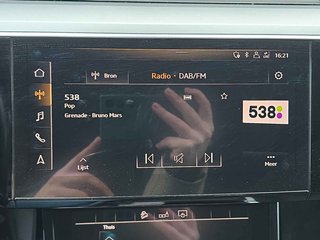 16:21
Bron
Radio · DAB/FM
538
Pop
Grenade - Bruno Mars
538
Lijst
Meer
Thuis